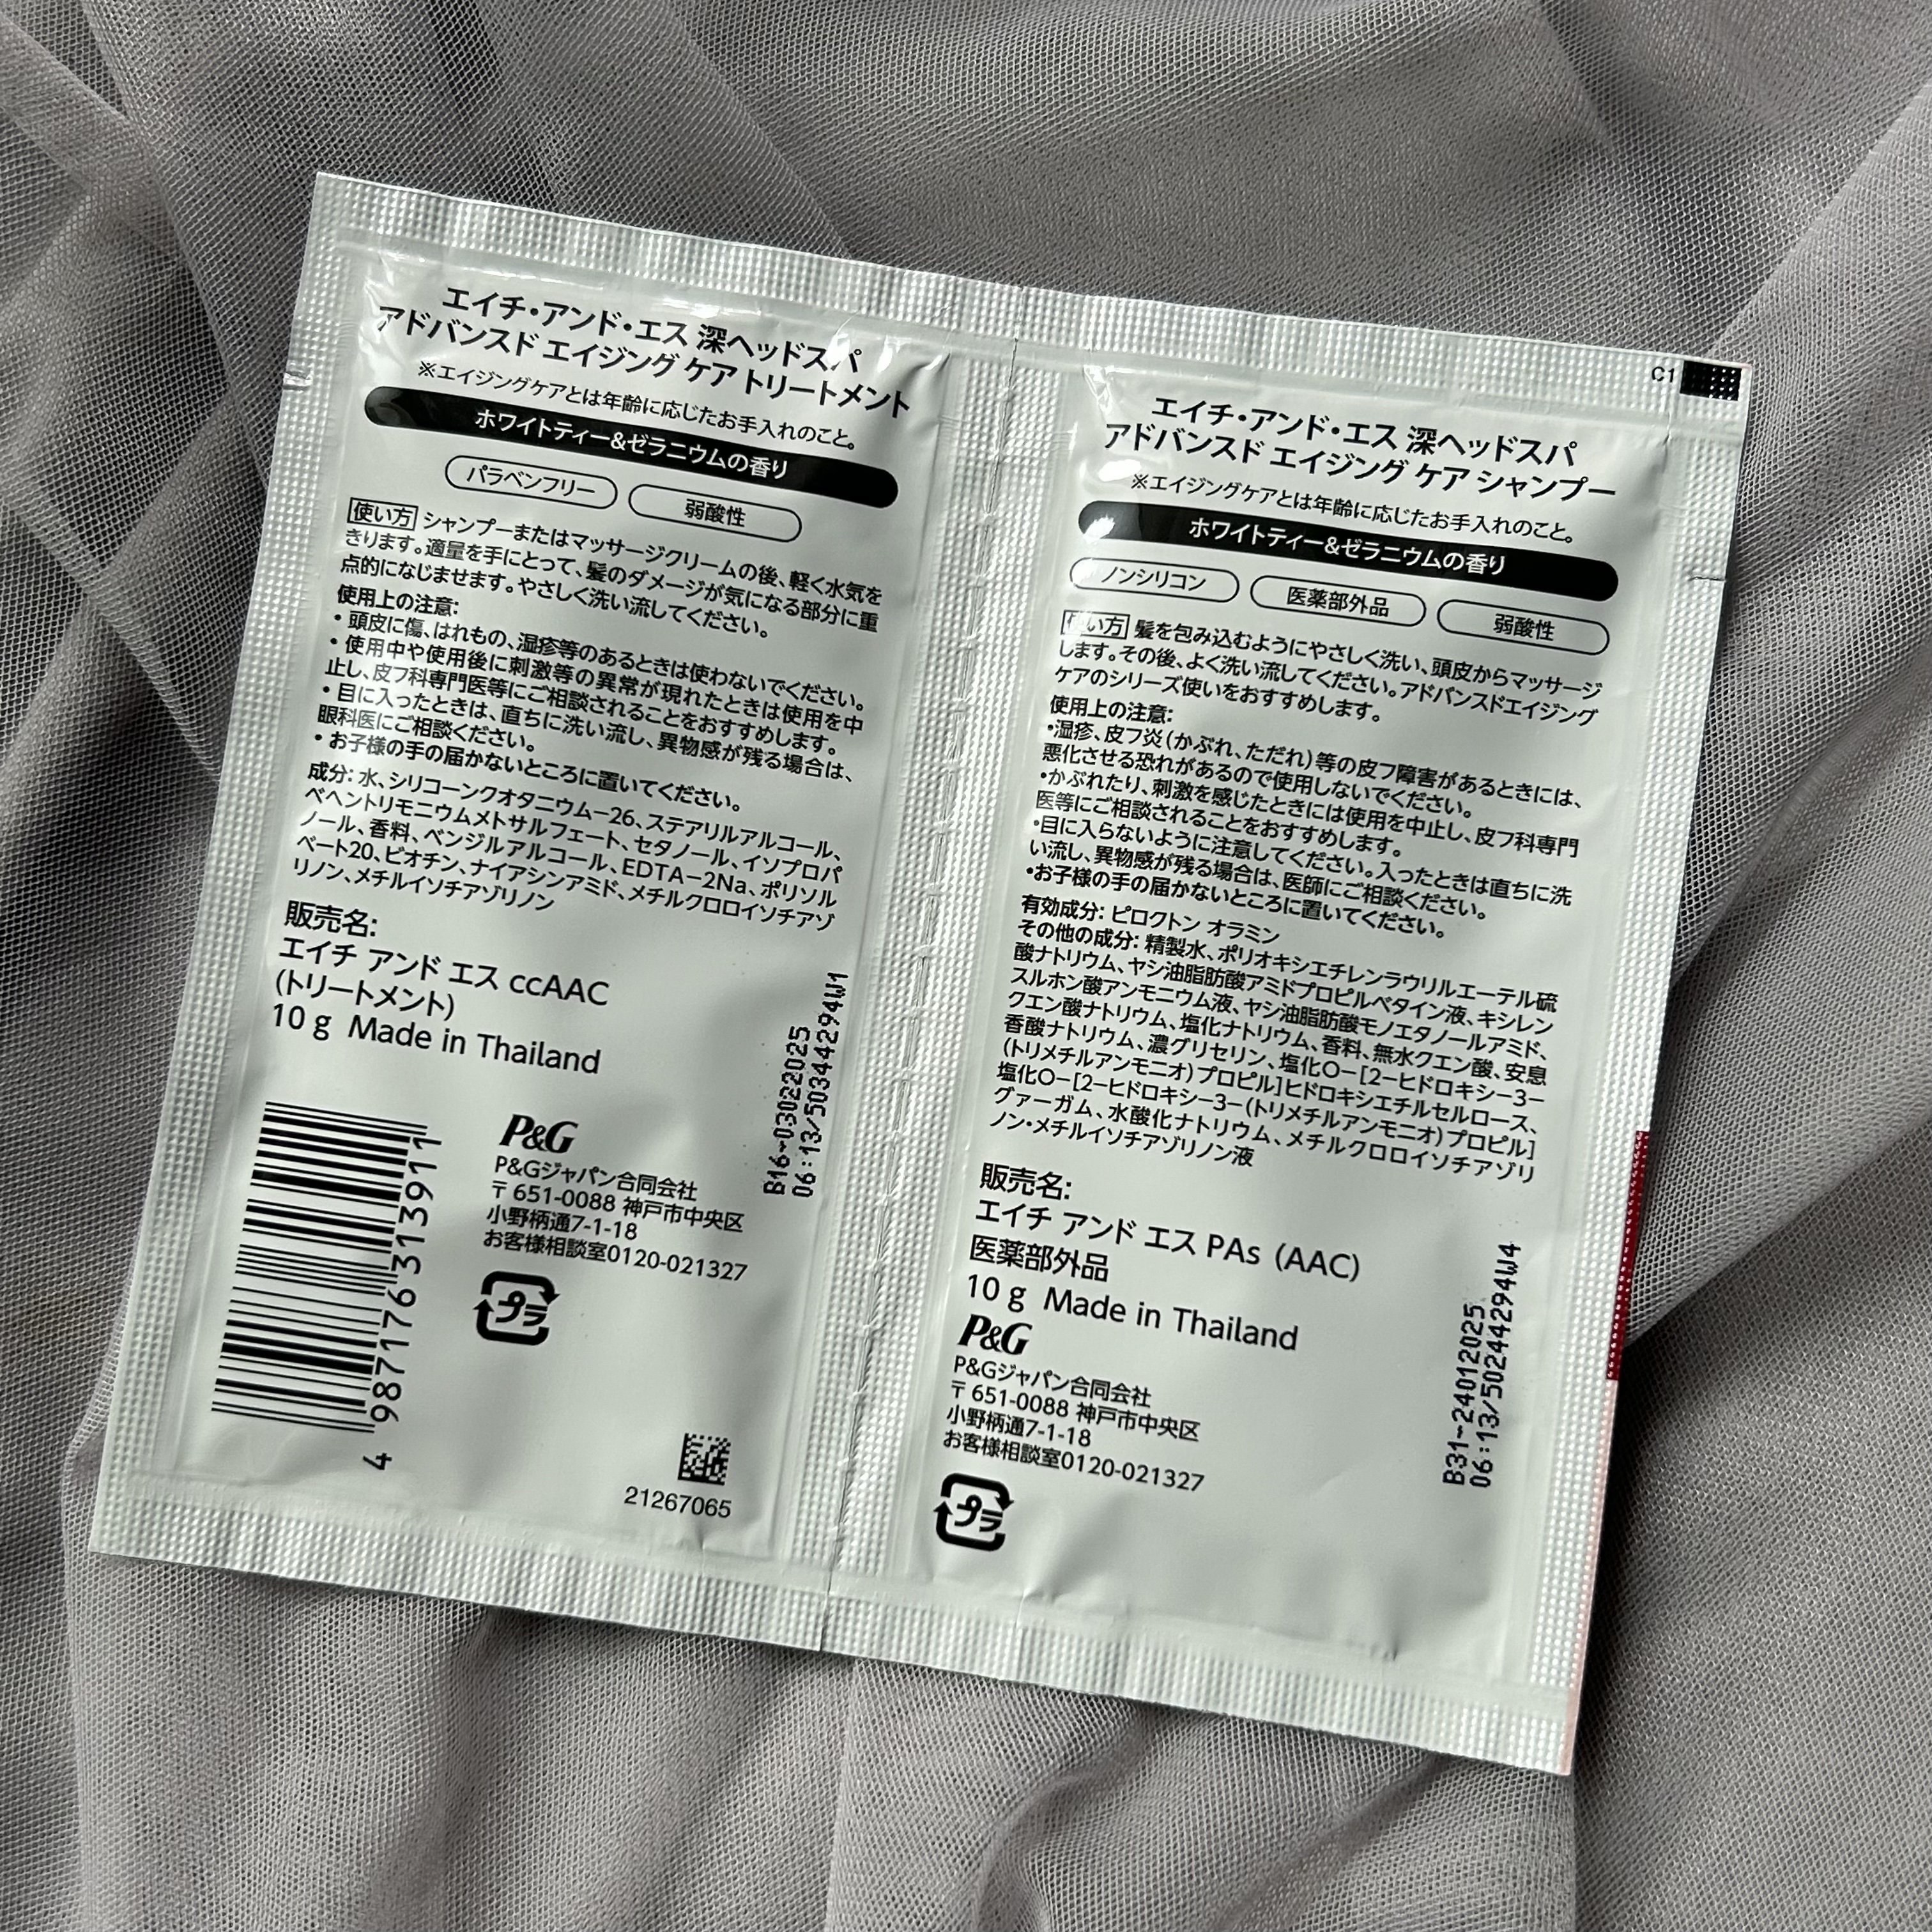 エイチ・アンド・エス 深ヘッドスパ
アドバンスド エイジング ケア トリートメント
※エイジングケアとは年齢に応じたお手入れのこと。
ホワイトティー&ゼラニウムの香り
パラベンフリー
弱酸性
使い方 シャンプーまたはマッサージクリームの後、軽く水気を
きります。適量を手にとって、髪のダメージが気になる部分に重
点的になじませます。やさしく洗い流してください。
使用上の注意:
・頭皮に傷、はれもの、湿疹等のあるときは使わないでください。
・使用中や使用後に刺激等の異常が現れたときは使用を中
止し、皮フ科専門医等にご相談されることをおすすめします。
・目に入ったときは、直ちに洗い流し、異物感が残る場合は、
眼科医にご相談ください。
・お子様の手の届かないところに置いてください。
成分: 水、シリコーンクオタニウム-26、ステアリルアルコール、
ベヘントリモニウムメトサルフェート、セタノール、イソプロパ
ノール、香料、ベンジルアルコール、EDTA-2Na、ポリソル
ベート20、ビオチン、ナイアシンアミド、メチルクロロイソチアゾ
リノン、メチルイソチアゾリノン
販売名:
エイチ アンド エス ccAAC
(トリートメント)
10 g Made in Thailand
P&G
P&Gジャパン合同会社
〒651-0088 神戸市中央区
小野柄通7-1-18
お客様相談室0120-021327
プラ
4 987176 313911
B16-03022025
06:13/50344294W1
21267065
C1
エイチ・アンド・エス 深ヘッドスパ
アドバンスド エイジング ケア シャンプー
※エイジングケアとは年齢に応じたお手入れのこと。
ホワイトティー&ゼラニウムの香り
ノンシリコン
医薬部外品
弱酸性
使い方 髪を包み込むようにやさしく洗い、頭皮からマッサージ
します。その後、よく洗い流してください。アドバンスドエイジング
ケアのシリーズ使いをおすすめします。
使用上の注意:
・湿疹、皮フ炎(かぶれ、ただれ)等の皮フ障害があるときには、
悪化させる恐れがあるので使用しないでください。
・かぶれたり、刺激を感じたときには使用を中止し、皮フ科専門
医等にご相談されることをおすすめします。
・目に入らないように注意してください。入ったときは直ちに洗
い流し、異物感が残る場合は、医師にご相談ください。
・お子様の手の届かないところに置いてください。
有効成分: ピロクトン オラミン
その他の成分: 精製水、ポリオキシエチレンラウリルエーテル硫
酸ナトリウム、ヤシ油脂肪酸アミドプロピルベタイン液、キシレン
スルホン酸アンモニウム液、ヤシ油脂肪酸モノエタノールアミド、
クエン酸ナトリウム、塩化ナトリウム、香料、無水クエン酸、安息
香酸ナトリウム、濃グリセリン、塩化O-[2-ヒドロキシ-3-
(トリメチルアンモニオ)プロピル]ヒドロキシエチルセルロース、
塩化O-[2-ヒドロキシ-3-(トリメチルアンモニオ)プロピル]
グァーガム、水酸化ナトリウム、メチルクロロイソチアゾリ
ノン・メチルイソチアゾリノン液
販売名:
エイチ アンド エス PAs (AAC)
医薬部外品
10 g Made in Thailand
P&G
P&Gジャパン合同会社
〒651-0088 神戸市中央区
小野柄通7-1-18
お客様相談室0120-021327
プラ
B31-24012025
06:13/50244294W4